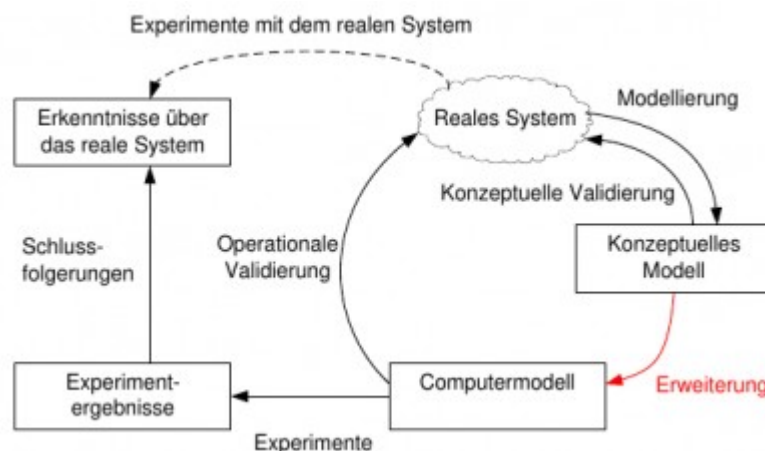 Experimente mit dem realen System
Erkenntnisse über
das reale System
Reales System
Modellierung
Konzeptuelle Validierung
Schluss-
folgerungen
Operationale
Validierung
Konzeptuelles
Modell
Experiment-
ergebnisse
Computermodell
Erweiterung
Experimente